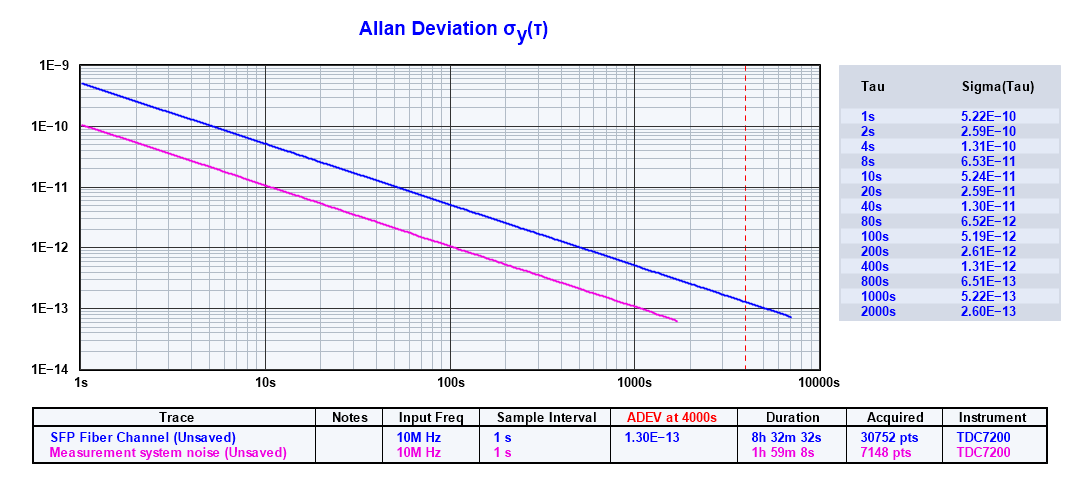 Allan Deviation σy(τ)
1E−9
1E−10
1E−11
1E−12
1E−13
1E−14
1s 10s 100s 1000s 10000s
Tau Sigma(Tau)
1s 5.22E−10
2s 2.59E−10
4s 1.31E−10
8s 6.53E−11
10s 5.24E−11
20s 2.59E−11
40s 1.30E−11
80s 6.52E−12
100s 5.19E−12
200s 2.61E−12
400s 1.31E−12
800s 6.51E−13
1000s 5.22E−13
2000s 2.60E−13
Trace Notes Input Freq Sample Interval ADEV at 4000s Duration Acquired Instrument
SFP Fiber Channel (Unsaved) 10M Hz 1 s 1.30E−13 8h 32m 32s 30752 pts TDC7200
Measurement system noise (Unsaved) 10M Hz 1 s 1h 59m 8s 7148 pts TDC7200